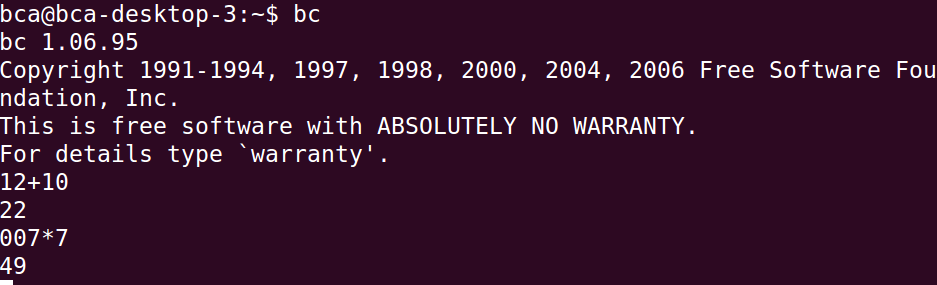 bca@bca-desktop-3:~$ bc
bc 1.06.95
Copyright 1991-1994, 1997, 1998, 2000, 2004, 2006 Free Software Fou
ndation, Inc.
This is free software with ABSOLUTELY NO WARRANTY.
For details type `warranty'.
12+10
22
007*7
49